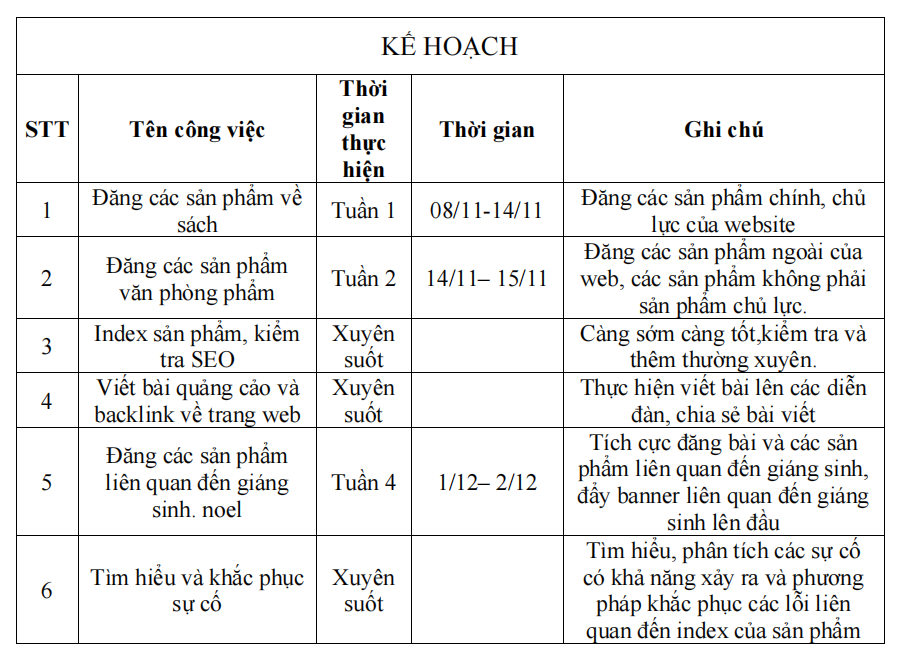 KẾ HOẠCH
STT
Tên công việc
Thời
gian
thực
hiện
Thời gian
Ghi chú
1
Đăng các sản phẩm về
sách
Tuần 1
08/11-14/11
Đăng các sản phẩm chính, chủ
lực của website
2
Đăng các sản phẩm
văn phòng phẩm
Tuần 2
14/11– 15/11
Đăng các sản phẩm ngoài của
web, các sản phẩm không phải
sản phẩm chủ lực.
3
Index sản phẩm, kiểm
tra SEO
Xuyên
suốt
Càng sớm càng tốt,kiểm tra và
thêm thường xuyên.
4
Viết bài quảng cảo và
backlink về trang web
Xuyên
suốt
Thực hiện viết bài lên các diễn
đàn, chia sẻ bài viết
5
Đăng các sản phẩm
liên quan đến giáng
sinh. noel
Tuần 4
1/12– 2/12
Tích cực đăng bài và các sản
phẩm liên quan đến giáng sinh,
đẩy banner liên quan đến giáng
sinh lên đầu
6
Tìm hiểu và khắc phục
sự cố
Xuyên
suốt
Tìm hiểu, phân tích các sự cố
có khả năng xảy ra và phương
pháp khắc phục các lỗi liên
quan đến index của sản phẩm